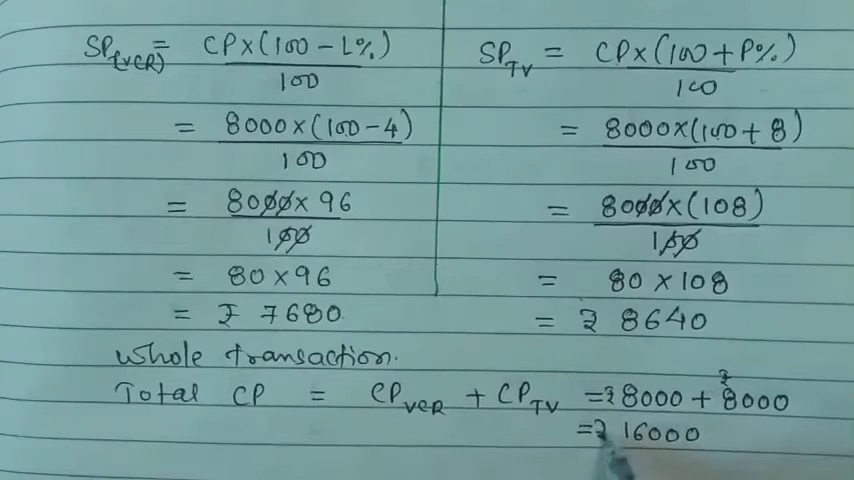 SP(VCR) = CP×(100-L%)
100
= 8000×(100-4)
100
= 8000×96
100
= 80×96
= ₹ 7680
SPTV = CP×(100+P%)
100
= 8000×(100+8)
100
= 8000×(108)
100
= 80×108
= ₹ 8640
Whole transaction.
Total CP = CPVCR + CPTV = ₹8000 + ₹8000
= ₹ 16000